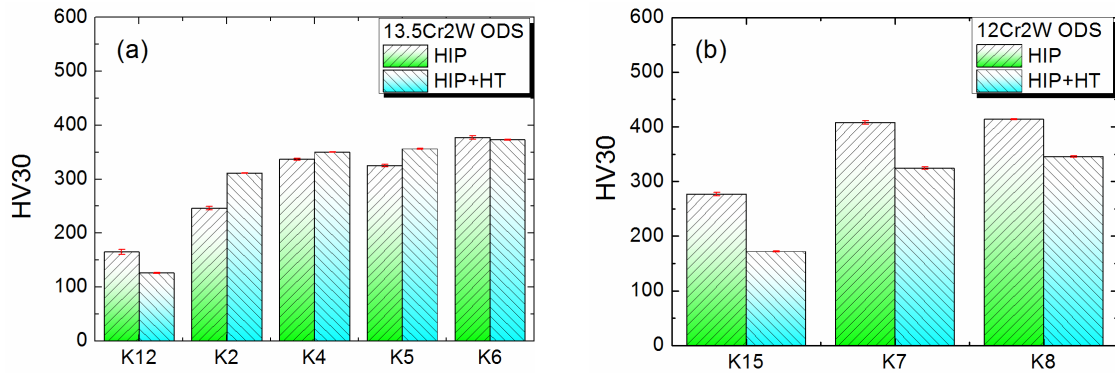 (a)
13.5Cr2W ODS
HIP
HIP+HT
HV30
600
500
400
300
200
100
0
K12 K2 K4 K5 K6
(b)
12Cr2W ODS
HIP
HIP+HT
HV30
600
500
400
300
200
100
0
K15 K7 K8